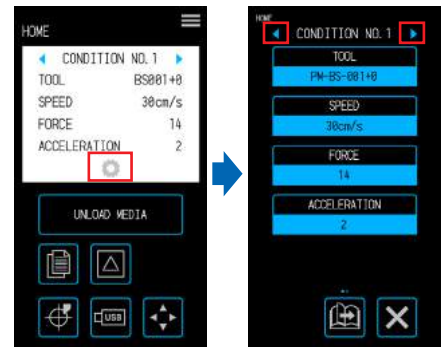 HOME
CONDITION NO. 1
TOOL BS001+0
SPEED 30cm/s
FORCE 14
ACCELERATION 2
UNLOAD MEDIA
USB
HOME
CONDITION NO. 1
TOOL
PM-BS-001+0
SPEED
30cm/s
FORCE
14
ACCELERATION
2